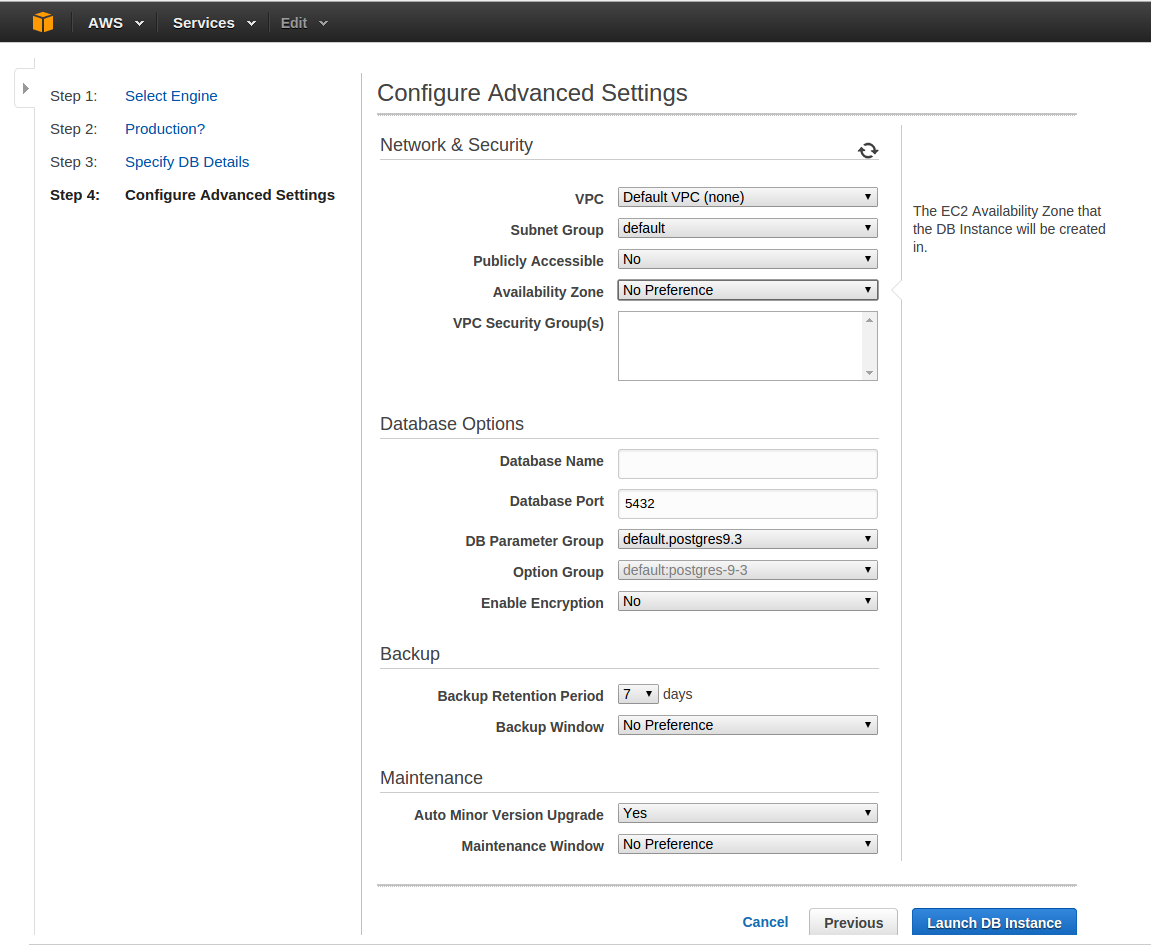 AWS Services Edit
Step 1: Select Engine
Step 2: Production?
Step 3: Specify DB Details
Step 4: Configure Advanced Settings
Configure Advanced Settings
Network & Security
VPC Default VPC (none)
Subnet Group default
Publicly Accessible No
Availability Zone No Preference
VPC Security Group(s)
The EC2 Availability Zone that
the DB Instance will be created
in.
Database Options
Database Name
Database Port 5432
DB Parameter Group default.postgres9.3
Option Group default:postgres-9-3
Enable Encryption No
Backup
Backup Retention Period 7 days
Backup Window No Preference
Maintenance
Auto Minor Version Upgrade Yes
Maintenance Window No Preference
Cancel Previous Launch DB Instance